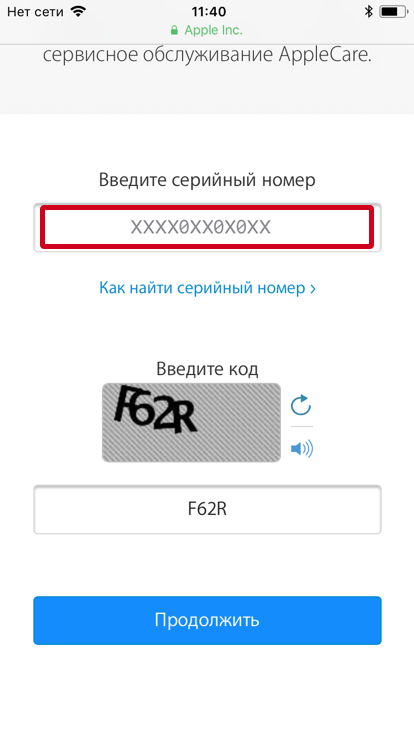 Нет сети 11:40
Apple Inc.
сервисное обслуживание AppleCare.
Введите серийный номер
XXXX0XX0X0XX
Как найти серийный номер >
Введите код
F62R
F62R
Продолжить